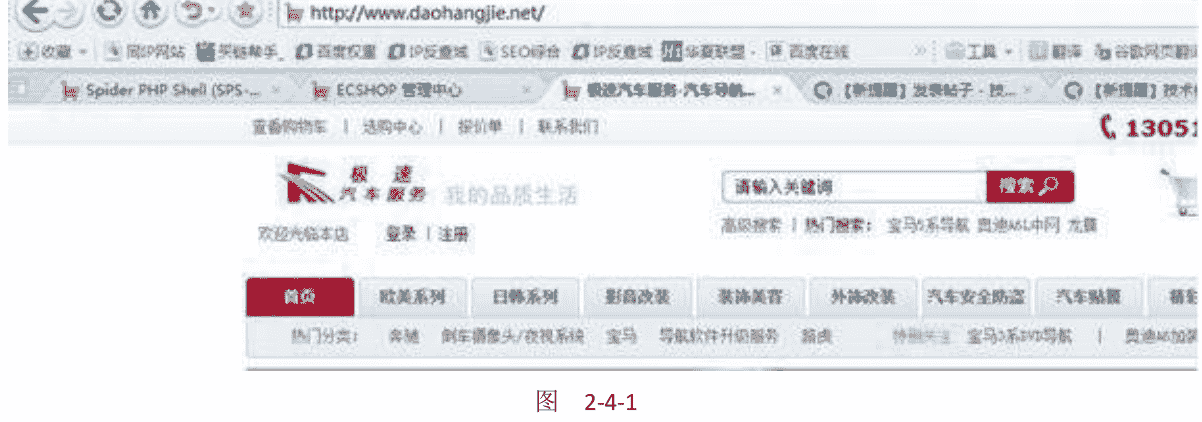 http://www.daohangjie.net/
收藏 同IP网站 买链帮手 百度权重 IP反查域 SEO综合 IP反查域 华夏联盟 百度在线 工具 翻译 谷歌网页翻
Spider PHP Shell (SPS-... ECSHOP 管理中心 极速汽车服务-汽车导航... 【新提醒】发表帖子 - 技... 【新提醒】技术
查看购物车 | 选购中心 | 报价单 | 联系我们 13051
极 速
汽车服务 我的品质生活
请输入关键词 搜索
欢迎光临本店 登录 | 注册
高级搜索 | 热门搜索: 宝马5系导航 奥迪A6L中网 龙膜
首页 欧美系列 日韩系列 影音改装 装饰美容 外饰改装 汽车安全防盗 汽车贴膜
热门分类: 奔驰 倒车摄像头/夜视系统 宝马 导航软件升级服务 路虎 特别关注 宝马3系DVD导航 | 奥迪A6加装
图 2-4-1